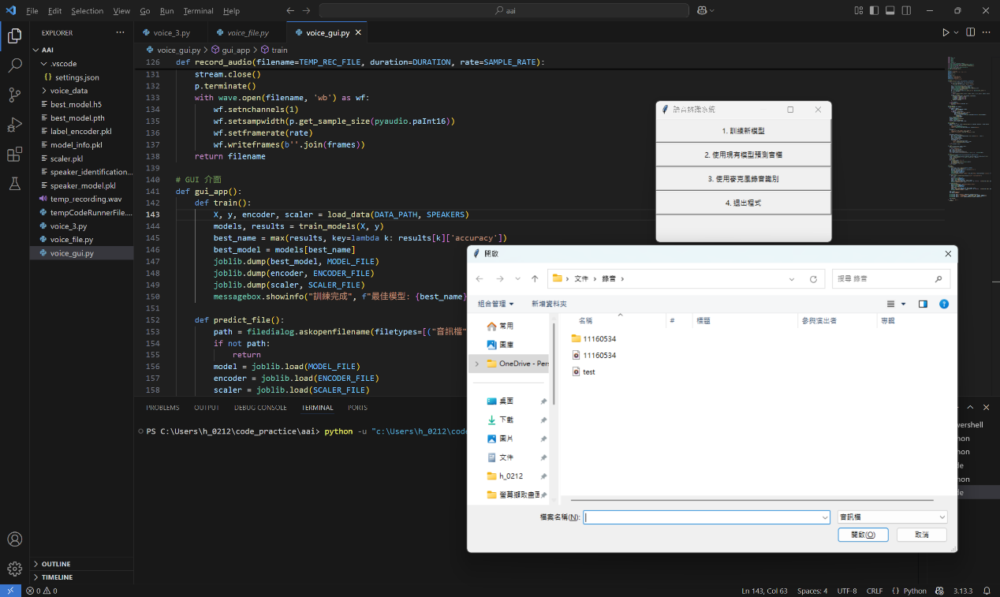 File Edit Selection View Go Run Terminal Help
aai
EXPLORER
voice_3.py
voice_file.py
voice_gui.py
AAI
.vscode
{} settings.json
voice_data
best_model.h5
best_model.pth
label_encoder.pkl
model_info.pkl
scaler.pkl
speaker_identification...
speaker_model.pkl
temp_recording.wav
tempCodeRunnerFile....
voice_3.py
voice_file.py
voice_gui.py
OUTLINE
TIMELINE
voice_gui.py > gui_app > train
126 def record_audio(filename=TEMP_REC_FILE, duration=DURATION, rate=SAMPLE_RATE):
131 stream.close()
132 p.terminate()
133 with wave.open(filename, 'wb') as wf:
134 wf.setnchannels(1)
135 wf.setsampwidth(p.get_sample_size(pyaudio.paInt16))
136 wf.setframerate(rate)
137 wf.writeframes(b''.join(frames))
138 return filename
139
140 # GUI 介面
141 def gui_app():
142 def train():
143 X, y, encoder, scaler = load_data(DATA_PATH, SPEAKERS)
144 models, results = train_models(X, y)
145 best_name = max(results, key=lambda k: results[k]['accuracy'])
146 best_model = models[best_name]
147 joblib.dump(best_model, MODEL_FILE)
148 joblib.dump(encoder, ENCODER_FILE)
149 joblib.dump(scaler, SCALER_FILE)
150 messagebox.showinfo("訓練完成", f"最佳模型: {best_name}
151
152 def predict_file():
153 path = filedialog.askopenfilename(filetypes=[("音訊檔"
154 if not path:
155 return
156 model = joblib.load(MODEL_FILE)
157 encoder = joblib.load(ENCODER_FILE)
158 scaler = joblib.load(SCALER_FILE)
語音辨識系統
1. 訓練新模型
2. 使用現有模型預測音檔
3. 使用麥克風錄音識別
4. 退出程式
開啟
文件 > 錄音 >
搜尋 錄音
組合管理
新增資料夾
常用
圖庫
OneDrive - Pers
桌面
下載
圖片
文件
h_0212
螢幕擷取畫面
名稱 # 標題 參與演出者 專輯
11160534
11160534
test
檔案名稱(N):
音訊檔
開啟(O)
取消
PROBLEMS OUTPUT DEBUG CONSOLE TERMINAL PORTS
PS C:\Users\h_0212\code_practice\aai> python -u "c:\Users\h_0212\cod
wershell
hon
hon
de
hon
de
0 0
Ln 143, Col 63 Spaces: 4 UTF-8 CRLF {} Python 3.13.3